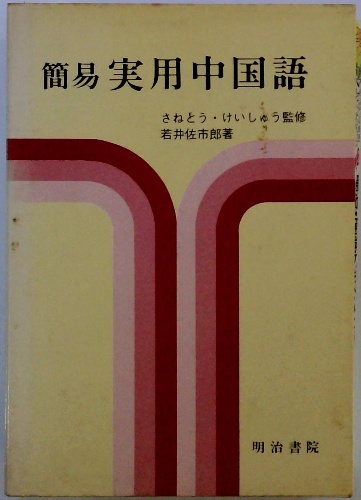 簡易 実用中国語
さねとう・けいしゅう監修
若井佐市郎著
明治書院